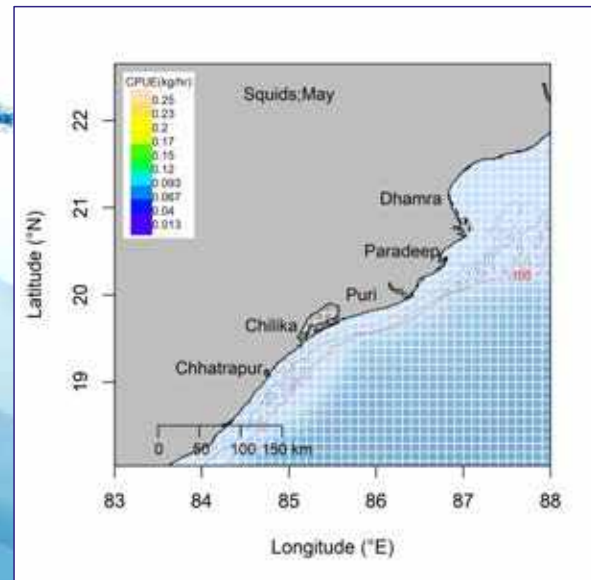 CPUE(kg/hr)
0.25
0.23
0.2
0.17
0.15
0.12
0.093
0.067
0.04
0.013
Squids;May
Dhamra
Paradeep
Puri
Chilika
Chhatrapur
100
0 50 100 150 km
22
21
20
19
Latitude (°N)
83 84 85 86 87 88
Longitude (°E)